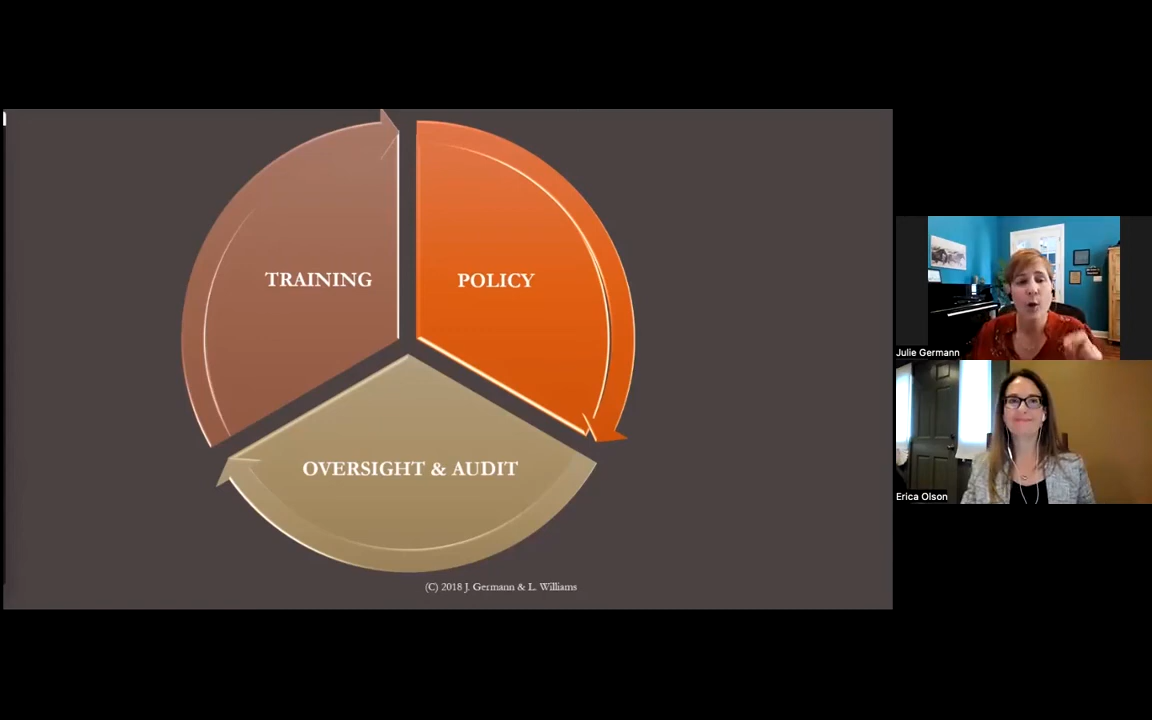 TRAINING
POLICY
OVERSIGHT & AUDIT
(C) 2018 J. Germann & L. Williams
Julie Germann
Erica Olson